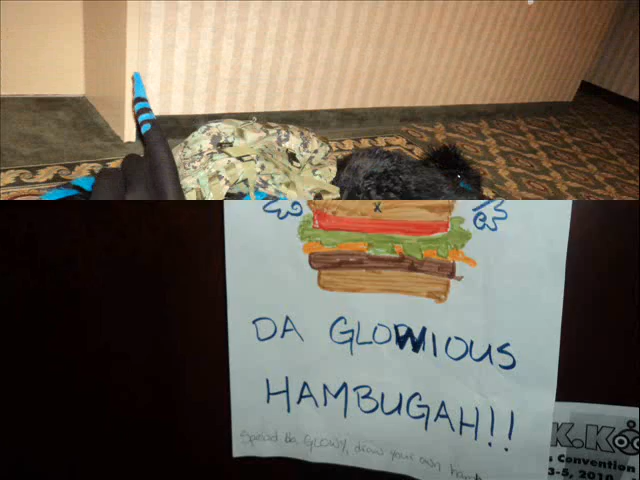 DA GLOWIOUS
HAMBUGAH!!
Spread Da GLOWY, draw your own
K.K
s Convention
3-5, 2010